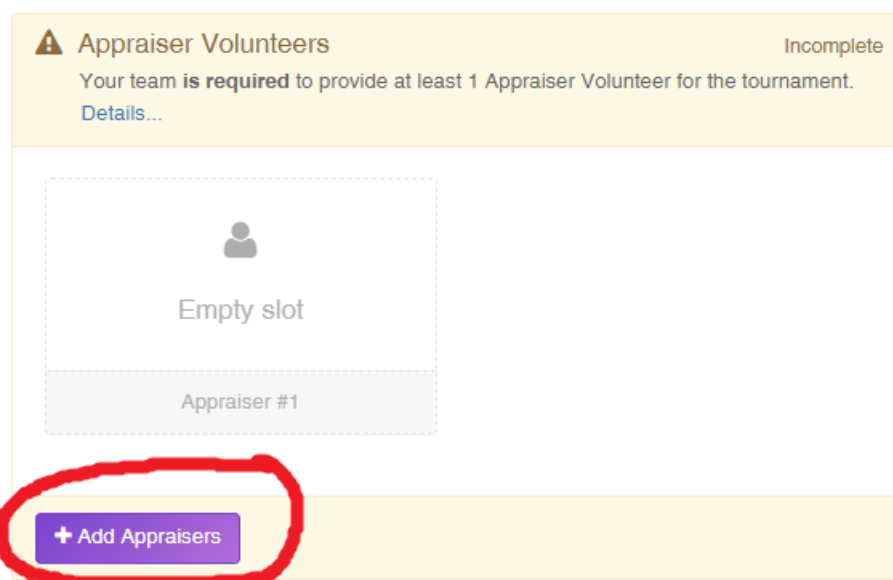 Appraiser Volunteers
Incomplete
Your team is required to provide at least 1 Appraiser Volunteer for the tournament.
Details...
Empty slot
Appraiser #1
+ Add Appraisers